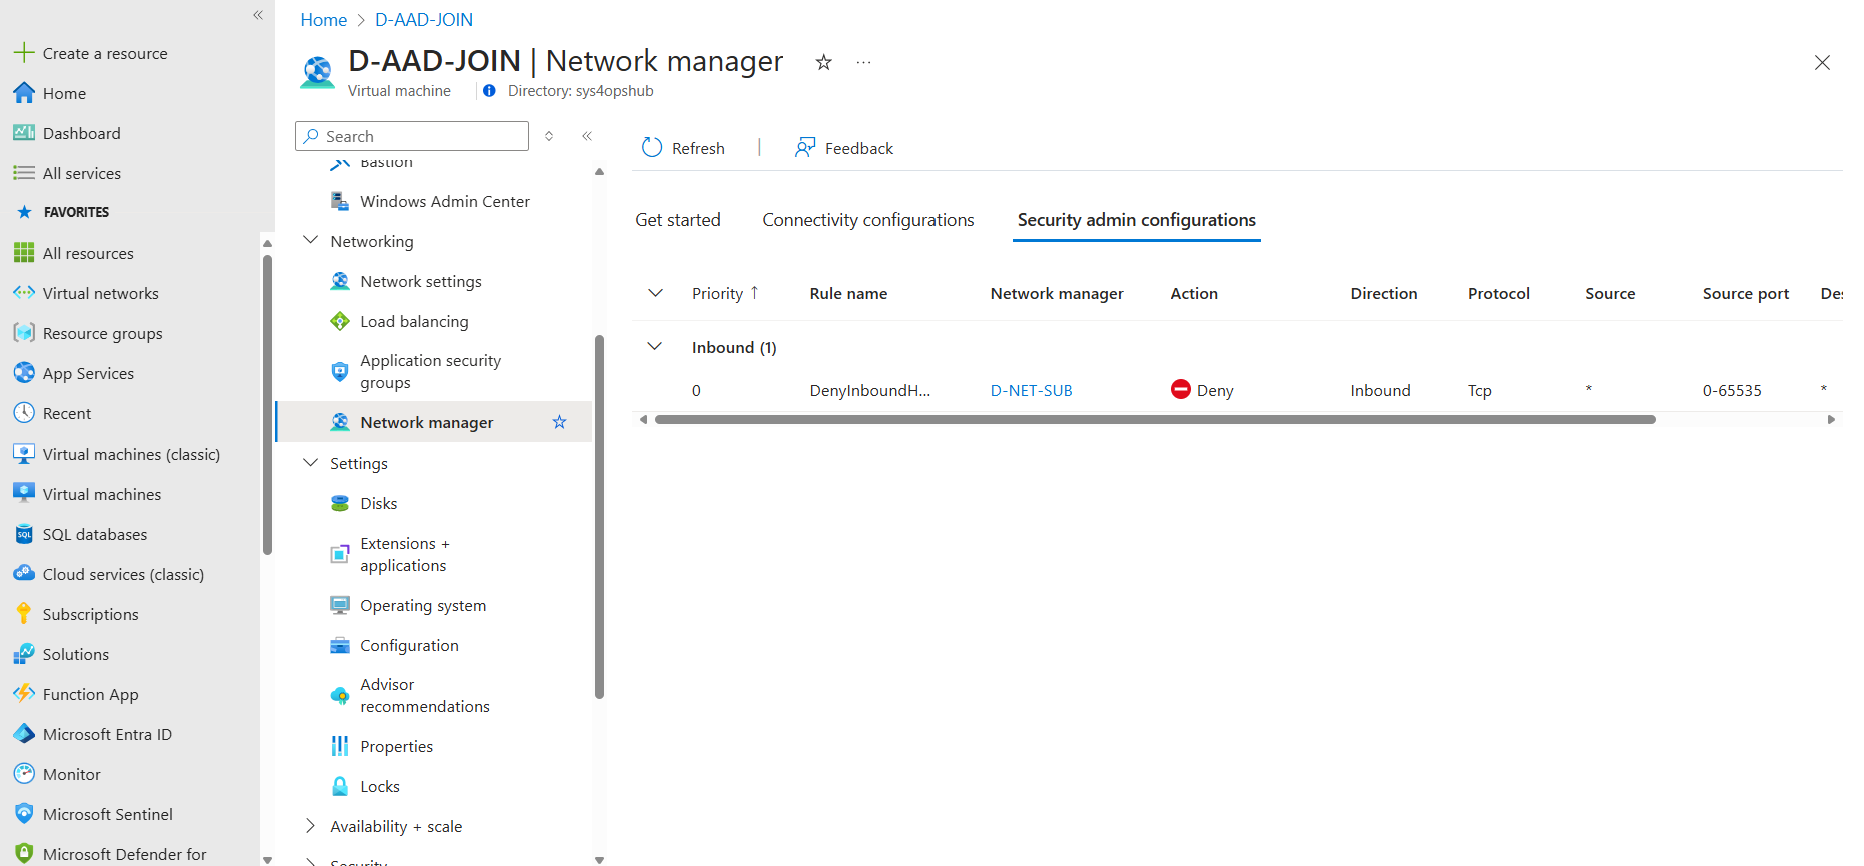 Create a resource
Home
Dashboard
All services
FAVORITES
All resources
Virtual networks
Resource groups
App Services
Recent
Virtual machines (classic)
Virtual machines
SQL databases
Cloud services (classic)
Subscriptions
Solutions
Function App
Microsoft Entra ID
Monitor
Microsoft Sentinel
Microsoft Defender for
Home > D-AAD-JOIN
D-AAD-JOIN | Network manager
Virtual machine | Directory: sys4opshub
Search
Bastion
Windows Admin Center
Networking
Network settings
Load balancing
Application security
groups
Network manager
Settings
Disks
Extensions +
applications
Operating system
Configuration
Advisor
recommendations
Properties
Locks
Availability + scale
Security
Refresh | Feedback
Get started Connectivity configurations Security admin configurations
Priority ↑ Rule name Network manager Action Direction Protocol Source Source port Des
Inbound (1)
0 DenyInboundH... D-NET-SUB Deny Inbound Tcp * 0-65535 *